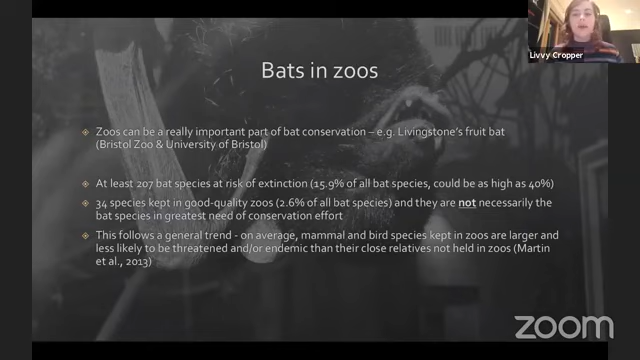 Livvy Cropper
Bats in zoos
Zoos can be a really important part of bat conservation – e.g. Livingstone's fruit bat
(Bristol Zoo & University of Bristol)
At least 207 bat species at risk of extinction (15.9% of all bat species, could be as high as 40%)
34 species kept in good-quality zoos (2.6% of all bat species) and they are not necessarily the
bat species in greatest need of conservation effort
This follows a general trend - on average, mammal and bird species kept in zoos are larger and
less likely to be threatened and/or endemic than their close relatives not held in zoos (Martin
et al., 2013)
zoom